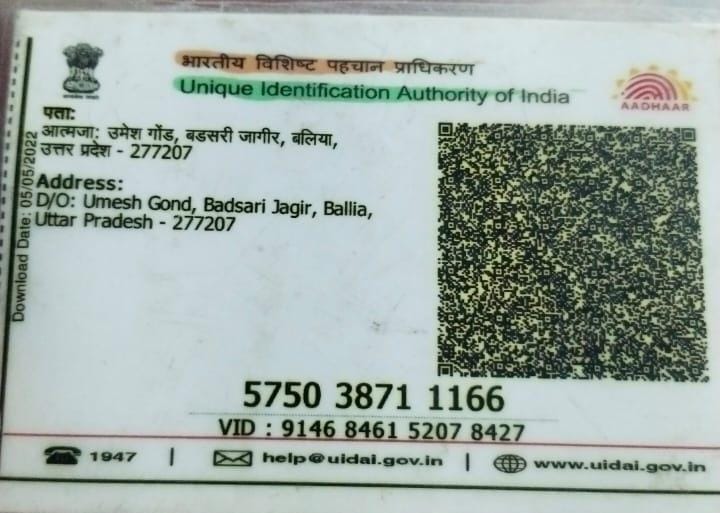 भारतीय विशिष्ट पहचान प्राधिकरण
Unique Identification Authority of India
AADHAAR
पता:
आत्मजा: उमेश गोंड, बडसरी जागीर, बलिया,
उत्तर प्रदेश - 277207
Address:
D/O: Umesh Gond, Badsari Jagir, Ballia,
Uttar Pradesh - 277207
Download Date: 05/05/2022
5750 3871 1166
VID : 9146 8461 5207 8427
1947 | help@uidai.gov.in | www.uidai.gov.in